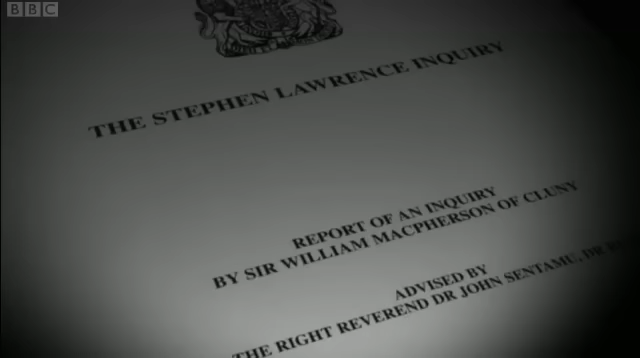 BBC
THE STEPHEN LAWRENCE INQUIRY
REPORT OF AN INQUIRY
BY SIR WILLIAM MACPHERSON OF CLUNY
ADVISED BY
THE RIGHT REVEREND DR JOHN SENTAMU, DR